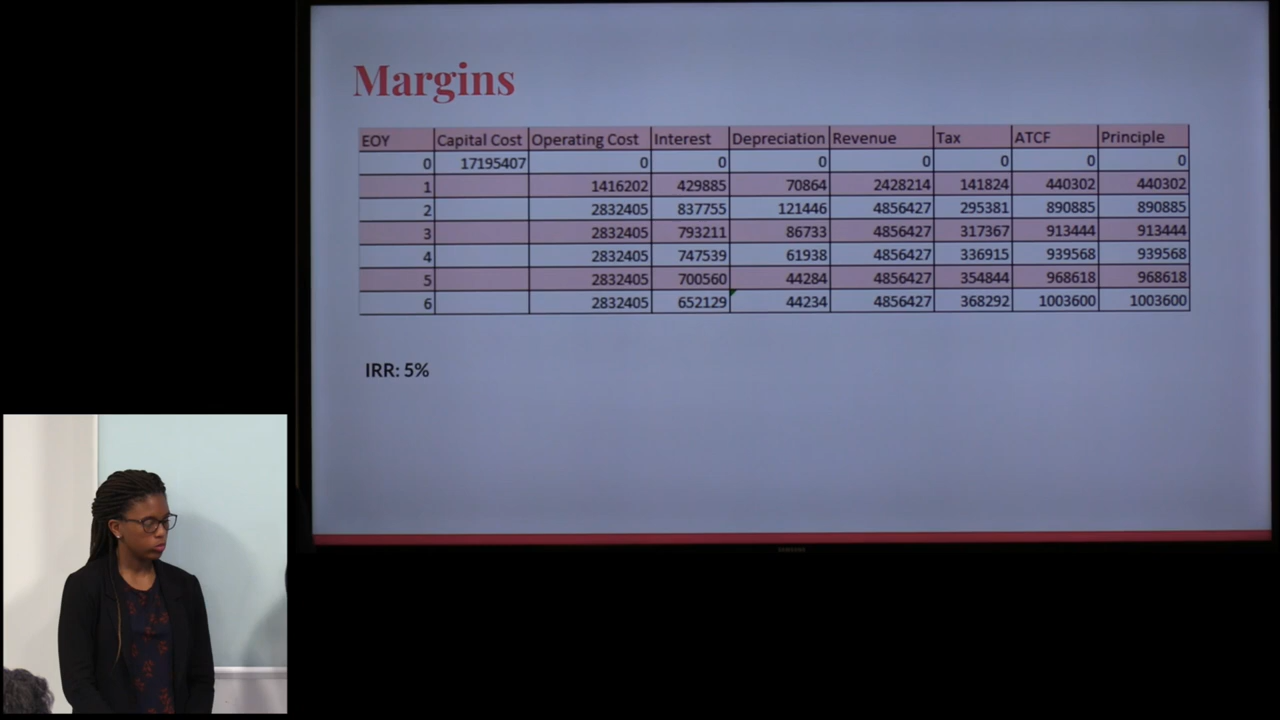 Margins
EOY Capital Cost Operating Cost Interest Depreciation Revenue Tax ATCF Principle
0 17195407 0 0 0 0 0 0 0
1 1416202 429885 70864 2428214 141824 440302 440302
2 2832405 837755 121446 4856427 295381 890885 890885
3 2832405 793211 86733 4856427 317367 913444 913444
4 2832405 747539 61938 4856427 336915 939568 939568
5 2832405 700560 44284 4856427 354844 968618 968618
6 2832405 652129 44234 4856427 368292 1003600 1003600
IRR: 5%
SAMSUNG